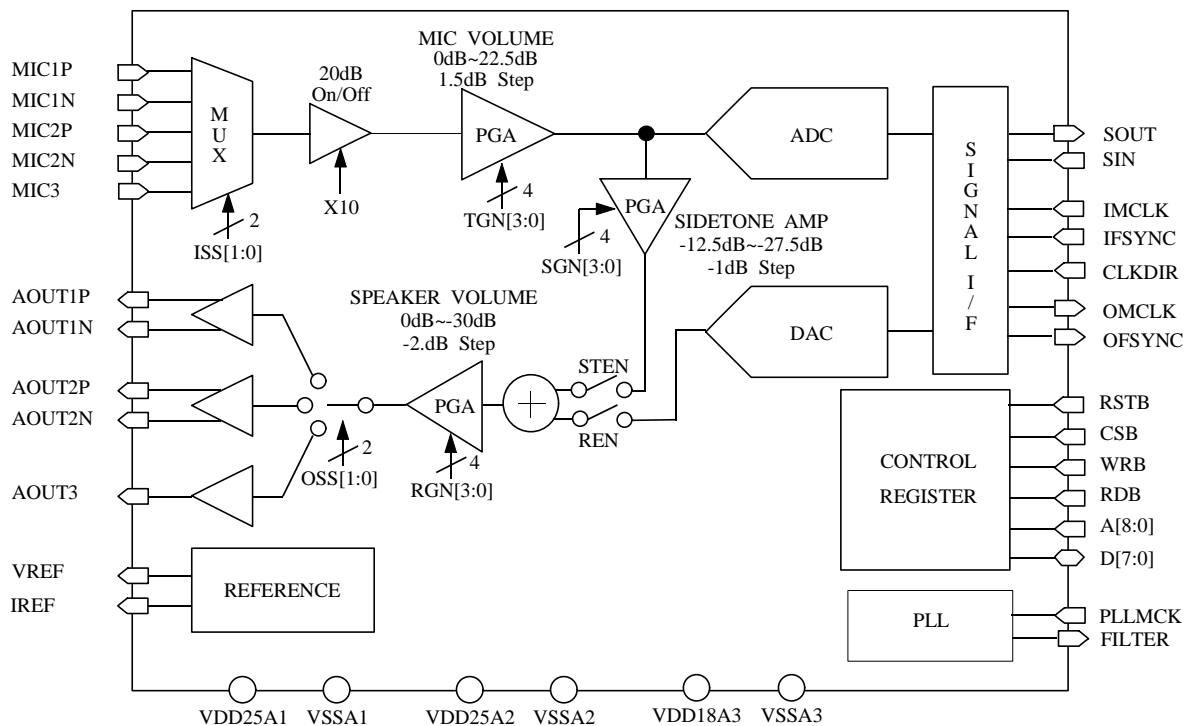 MIC VOLUME
0dB~22.5dB
1.5dB Step
20dB
On/Off
MIC1P
MIC1N
MIC2P
MIC2N
MIC3
MUX
2
ISS[1:0]
X10
PGA
4
TGN[3:0]
ADC
PGA
4
SGN[3:0]
SIDETONE AMP
-12.5dB~-27.5dB
-1dB Step
SIGNAL I/F
SOUT
SIN
IMCLK
IFSYNC
CLKDIR
OMCLK
OFSYNC
AOUT1P
AOUT1N
AOUT2P
AOUT2N
AOUT3
SPEAKER VOLUME
0dB~-30dB
-2.dB Step
2
OSS[1:0]
PGA
4
RGN[3:0]
STEN
REN
DAC
CONTROL
REGISTER
RSTB
CSB
WRB
RDB
A[8:0]
D[7:0]
VREF
IREF
REFERENCE
PLL
PLLMCK
FILTER
VDD25A1
VSSA1
VDD25A2
VSSA2
VDD18A3
VSSA3